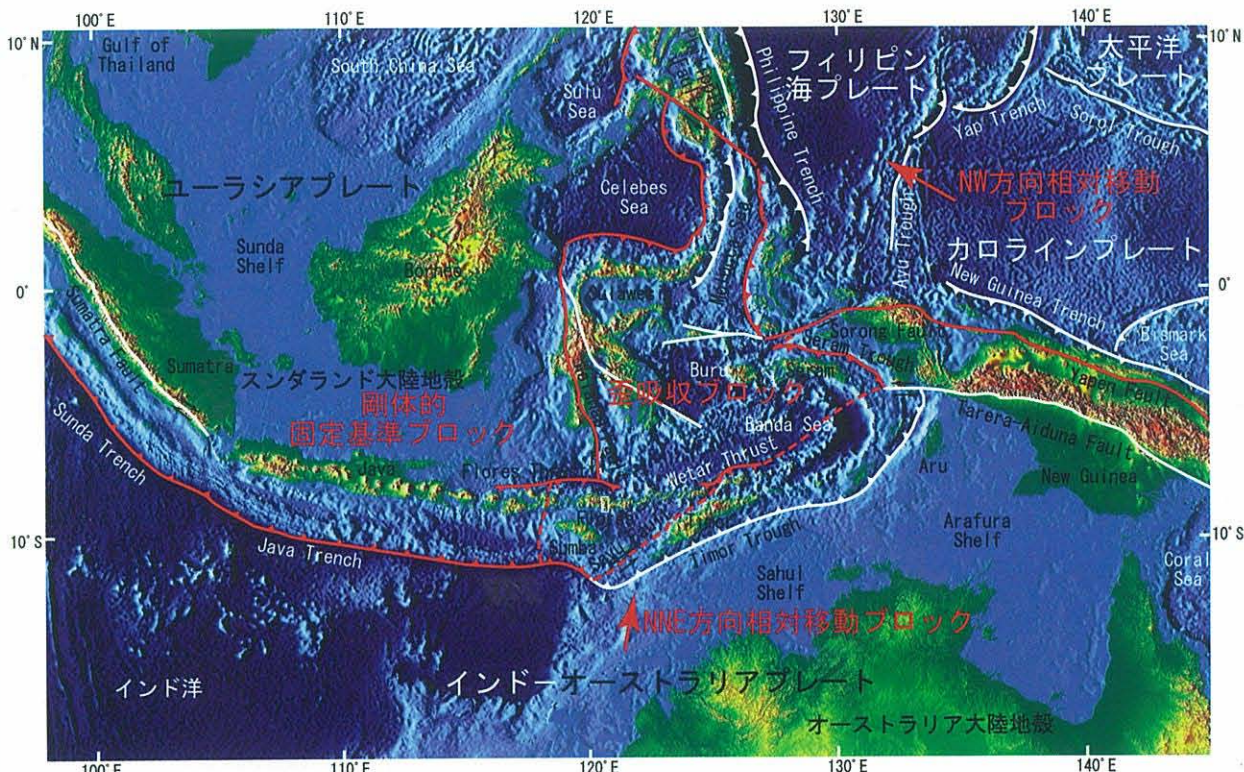 100°E
110°E
120°E
130°E
140°E
10°N
10°N
Gulf of
Thailand
South China Sea
Sulu
Sea
Philippine Trench
フィリピン
海プレート
太平洋
プレート
Yap Trench
Sorol Trough
ユーラシアプレート
Celebes
Sea
NW方向相対移動
ブロック
Ayu Trough
カロラインプレート
Sunda
Shelf
Borneo
0°
0°
Sulawesi
New Guinea Trench
Bismark
Sea
Sumatra Fault
Sumatra
Sorong Fault
Seram Trough
Buru
Seram
Yapen Fault
スンダランド大陸地殻
剛体的
固定基準ブロック
歪吸収ブロック
Banda Sea
Tarera-Aiduna Fault
Sunda Trench
Java
Flores Thrust
Wetar Thrust
Aru
New Guinea
Flores
Timor
Sumba
Timor Trough
Arafura
Shelf
10°S
10°S
Java Trench
Sahul
Shelf
Coral
Sea
NNE方向相対移動ブロック
インド洋
インドーオーストラリアプレート
オーストラリア大陸地殻
100°E
110°E
120°E
130°E
140°E